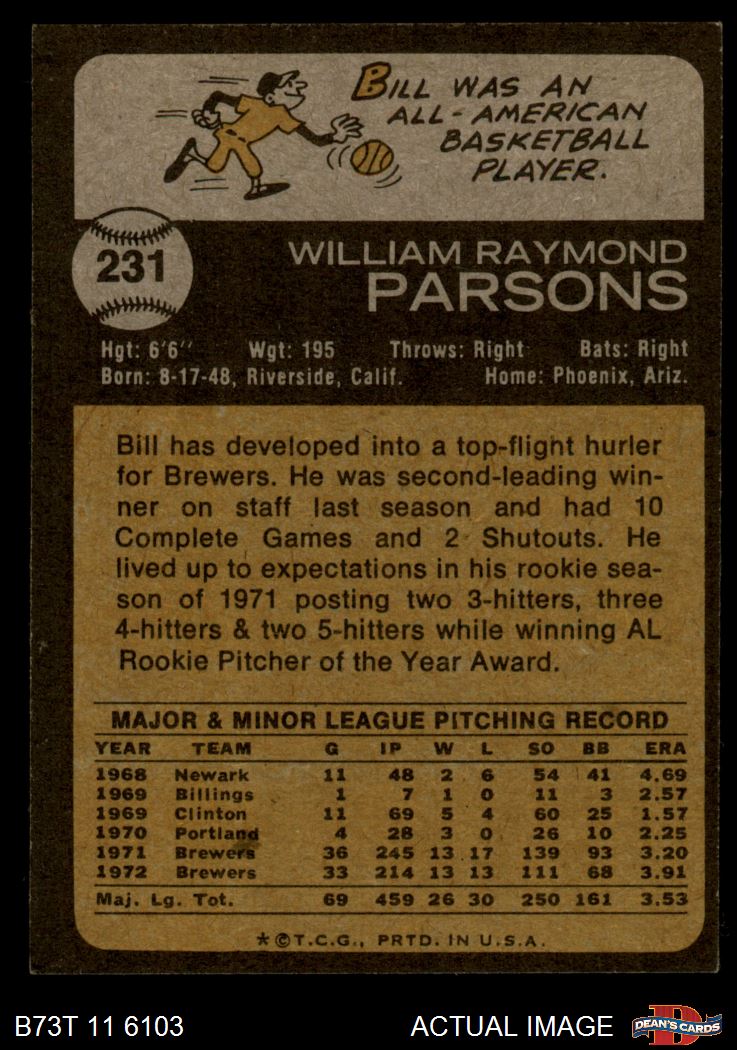 BILL WAS AN
ALL-AMERICAN
BASKETBALL
PLAYER.
231
WILLIAM RAYMOND
PARSONS
Hgt: 6'6" Wgt: 195 Throws: Right Bats: Right
Born: 8-17-48, Riverside, Calif. Home: Phoenix, Ariz.
Bill has developed into a top-flight hurler
for Brewers. He was second-leading win-
ner on staff last season and had 10
Complete Games and 2 Shutouts. He
lived up to expectations in his rookie sea-
son of 1971 posting two 3-hitters, three
4-hitters & two 5-hitters while winning AL
Rookie Pitcher of the Year Award.
MAJOR & MINOR LEAGUE PITCHING RECORD
YEAR TEAM G IP W L SO BB ERA
1968 Newark 11 48 2 6 54 41 4.69
1969 Billings 1 7 1 0 11 3 2.57
1969 Clinton 11 69 5 4 60 25 1.57
1970 Portland 4 28 3 0 26 10 2.25
1971 Brewers 36 245 13 17 139 93 3.20
1972 Brewers 33 214 13 13 111 68 3.91
Maj. Lg. Tot. 69 459 26 30 250 161 3.53
*©T.C.G., PRTD. IN U.S.A.
B73T 11 6103 ACTUAL IMAGE DEAN'S CARDS